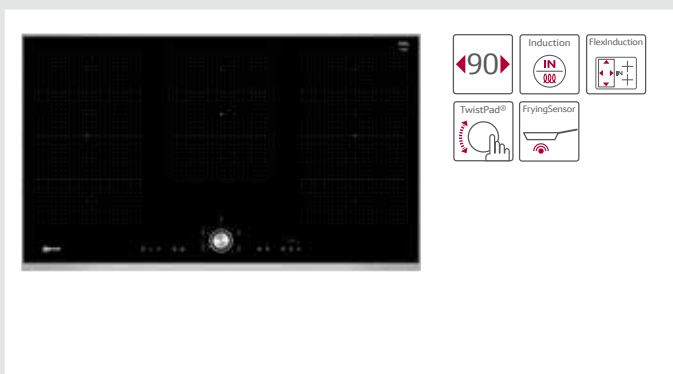 90
Induction
IN
FlexInduction
IN
TwistPad®
FryingSensor